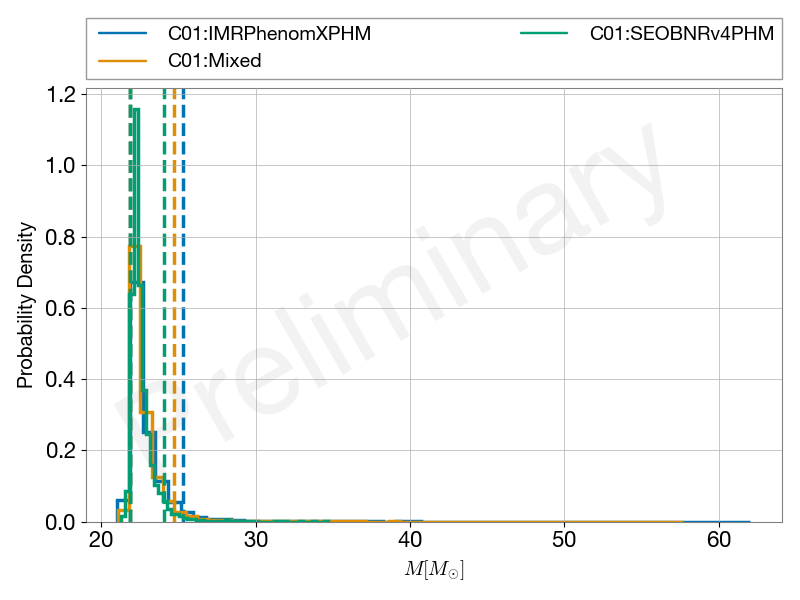 C01:IMRPhenomXPHM
C01:Mixed
C01:SEOBNRv4PHM
1.2
1.0
0.8
0.6
0.4
0.2
0.0
Probability Density
Preliminary
20 30 40 50 60
M[M⊙]